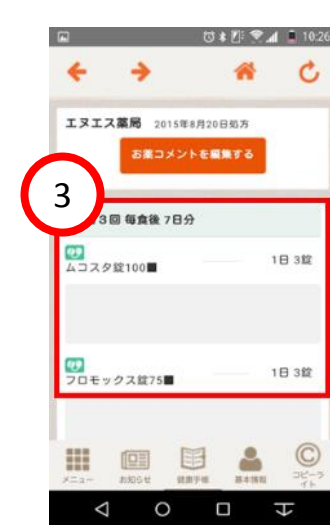 10:26
エヌエス薬局 2015年8月20日処方
お薬コメントを編集する
3
3回 毎食後 7日分
ムコスタ錠100■ 1日 3錠
フロモックス錠75■ 1日 3錠
メニュー お知らせ 健康手帳 基本情報 コピーライト